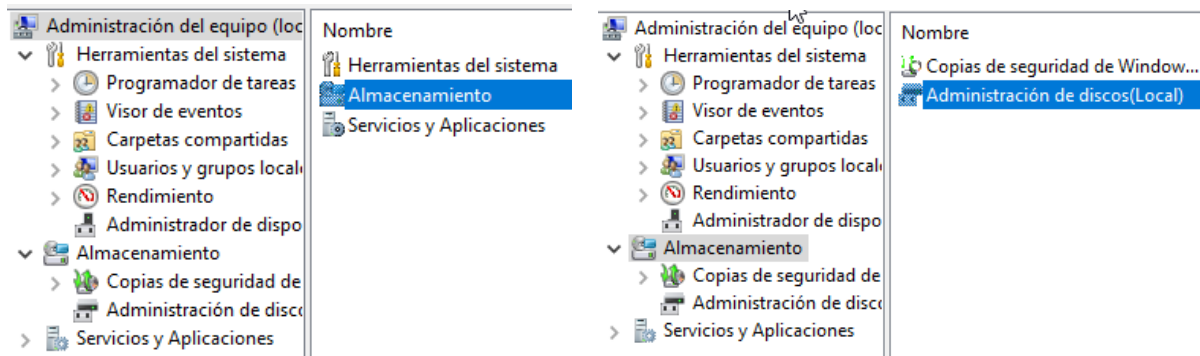 Administración del equipo (loc
Herramientas del sistema
Programador de tareas
Visor de eventos
Carpetas compartidas
Usuarios y grupos locale
Rendimiento
Administrador de dispo
Almacenamiento
Copias de seguridad de
Administración de disco
Servicios y Aplicaciones
Nombre
Herramientas del sistema
Almacenamiento
Servicios y Aplicaciones
Administración del equipo (loc
Herramientas del sistema
Programador de tareas
Visor de eventos
Carpetas compartidas
Usuarios y grupos locale
Rendimiento
Administrador de dispo
Almacenamiento
Copias de seguridad de
Administración de disco
Servicios y Aplicaciones
Nombre
Copias de seguridad de Window...
Administración de discos(Local)